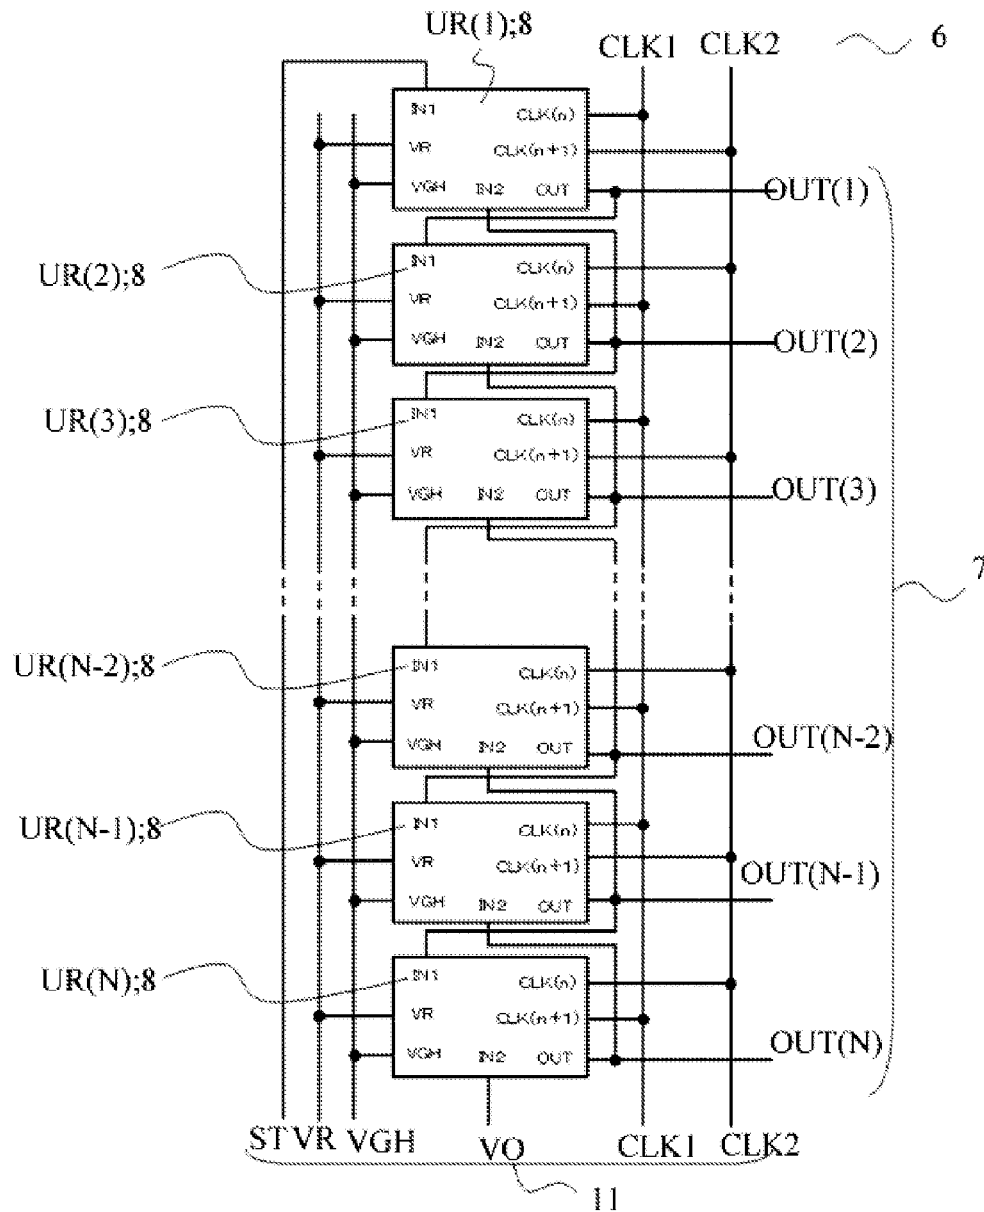 UR(1);8
CLK1 CLK2
6
IN1
CLK(n)
VR
CLK(n+1)
VGH IN2 OUT
OUT(1)
UR(2);8
IN1
CLK(n)
VR
CLK(n+1)
VGH IN2 OUT
OUT(2)
UR(3);8
IN1
CLK(n)
VR
CLK(n+1)
VGH IN2 OUT
OUT(3)
7
UR(N-2);8
IN1
CLK(n)
VR
CLK(n+1)
VGH IN2 OUT
OUT(N-2)
UR(N-1);8
IN1
CLK(n)
VR
CLK(n+1)
VGH IN2 OUT
OUT(N-1)
UR(N);8
IN1
CLK(n)
VR
CLK(n+1)
VGH IN2 OUT
OUT(N)
ST VR VGH VO CLK1 CLK2
11